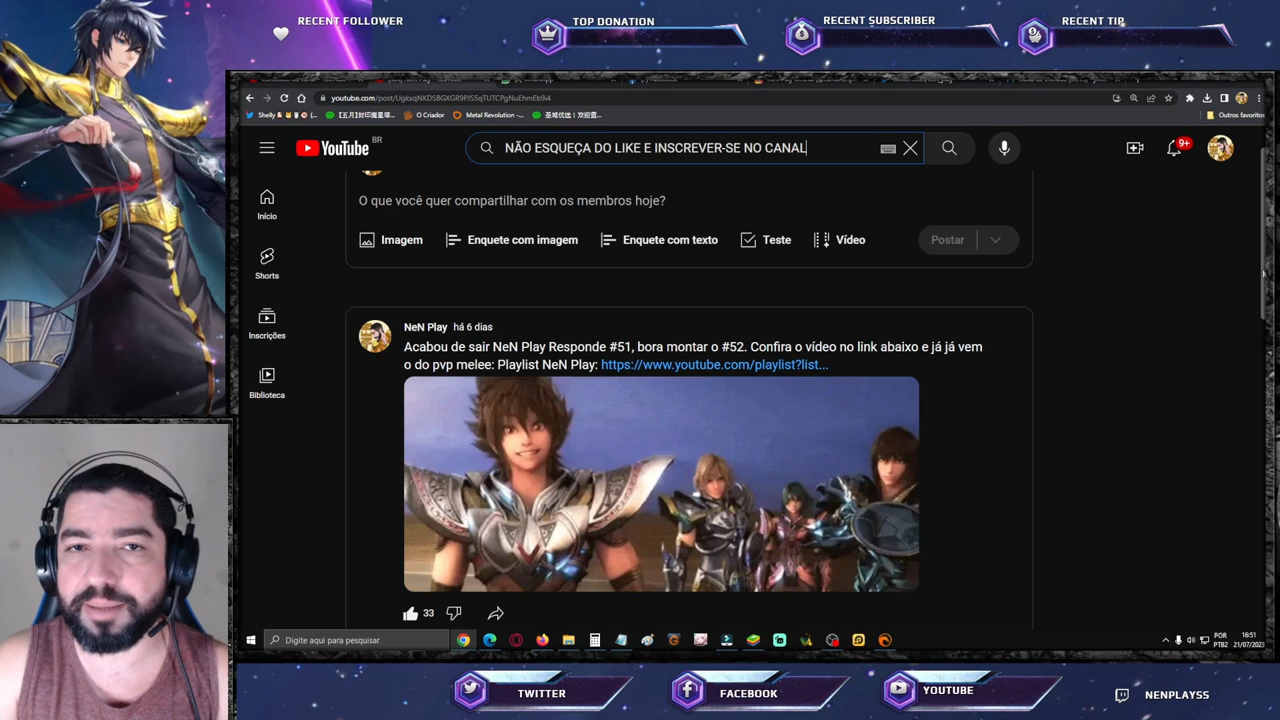 RECENT FOLLOWER
TOP DONATION
RECENT SUBSCRIBER
RECENT TIP
youtube.com/post/UgkxqNKDSBGXGR9PJS5qTUTCPgNuEhmEb9i4
Shelly
O Criador
Metal Revolution -...
Outros favoritos
YouTube BR
NÃO ESQUEÇA DO LIKE E INSCREVER-SE NO CANAL
9+
Início
Shorts
Inscrições
Biblioteca
O que você quer compartilhar com os membros hoje?
Imagem Enquete com imagem Enquete com texto Teste Vídeo Postar
NeN Play há 6 dias
Acabou de sair NeN Play Responde #51, bora montar o #52. Confira o vídeo no link abaixo e já já vem
o do pvp melee: Playlist NeN Play: https://www.youtube.com/playlist?list...
33
Digite aqui para pesquisar
POR
PTB2
16:51
21/07/2023
TWITTER
FACEBOOK
YOUTUBE
NENPLAYSS